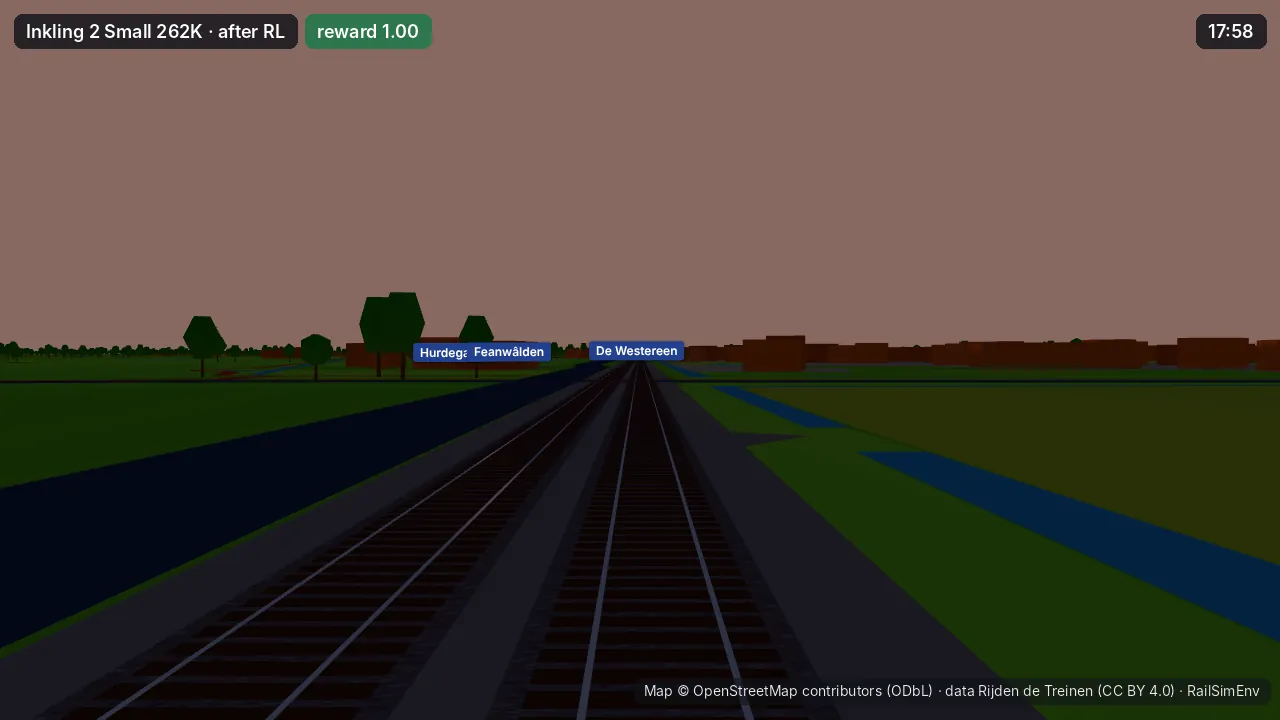 Inkling 2 Small 262K · after RL
reward 1.00
17:58
Feanwâlden
De Westereen
Map © OpenStreetMap contributors (ODbL) · data Rijden de Treinen (CC BY 4.0) · RailSimEnv